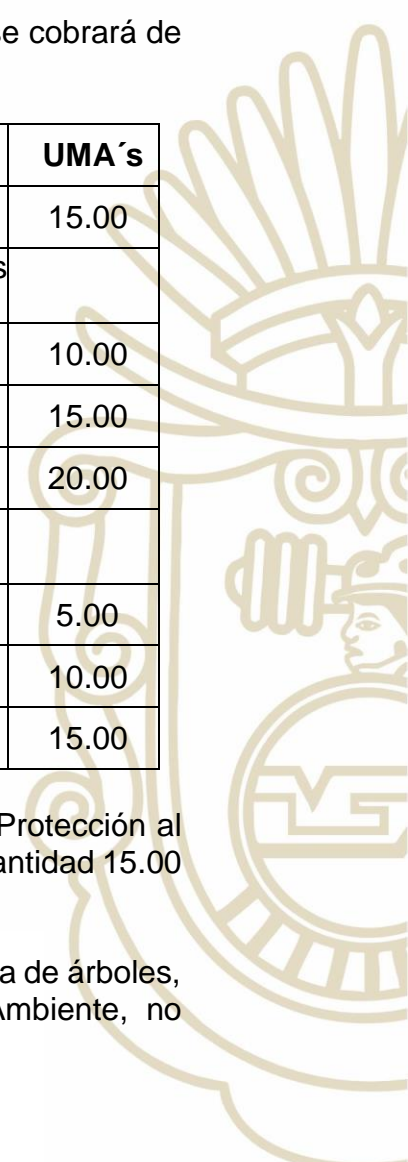 se cobrará de
UMA´s
15.00
s
10.00
15.00
20.00
5.00
10.00
15.00
Protección al
antidad 15.00
a de árboles,
Ambiente, no